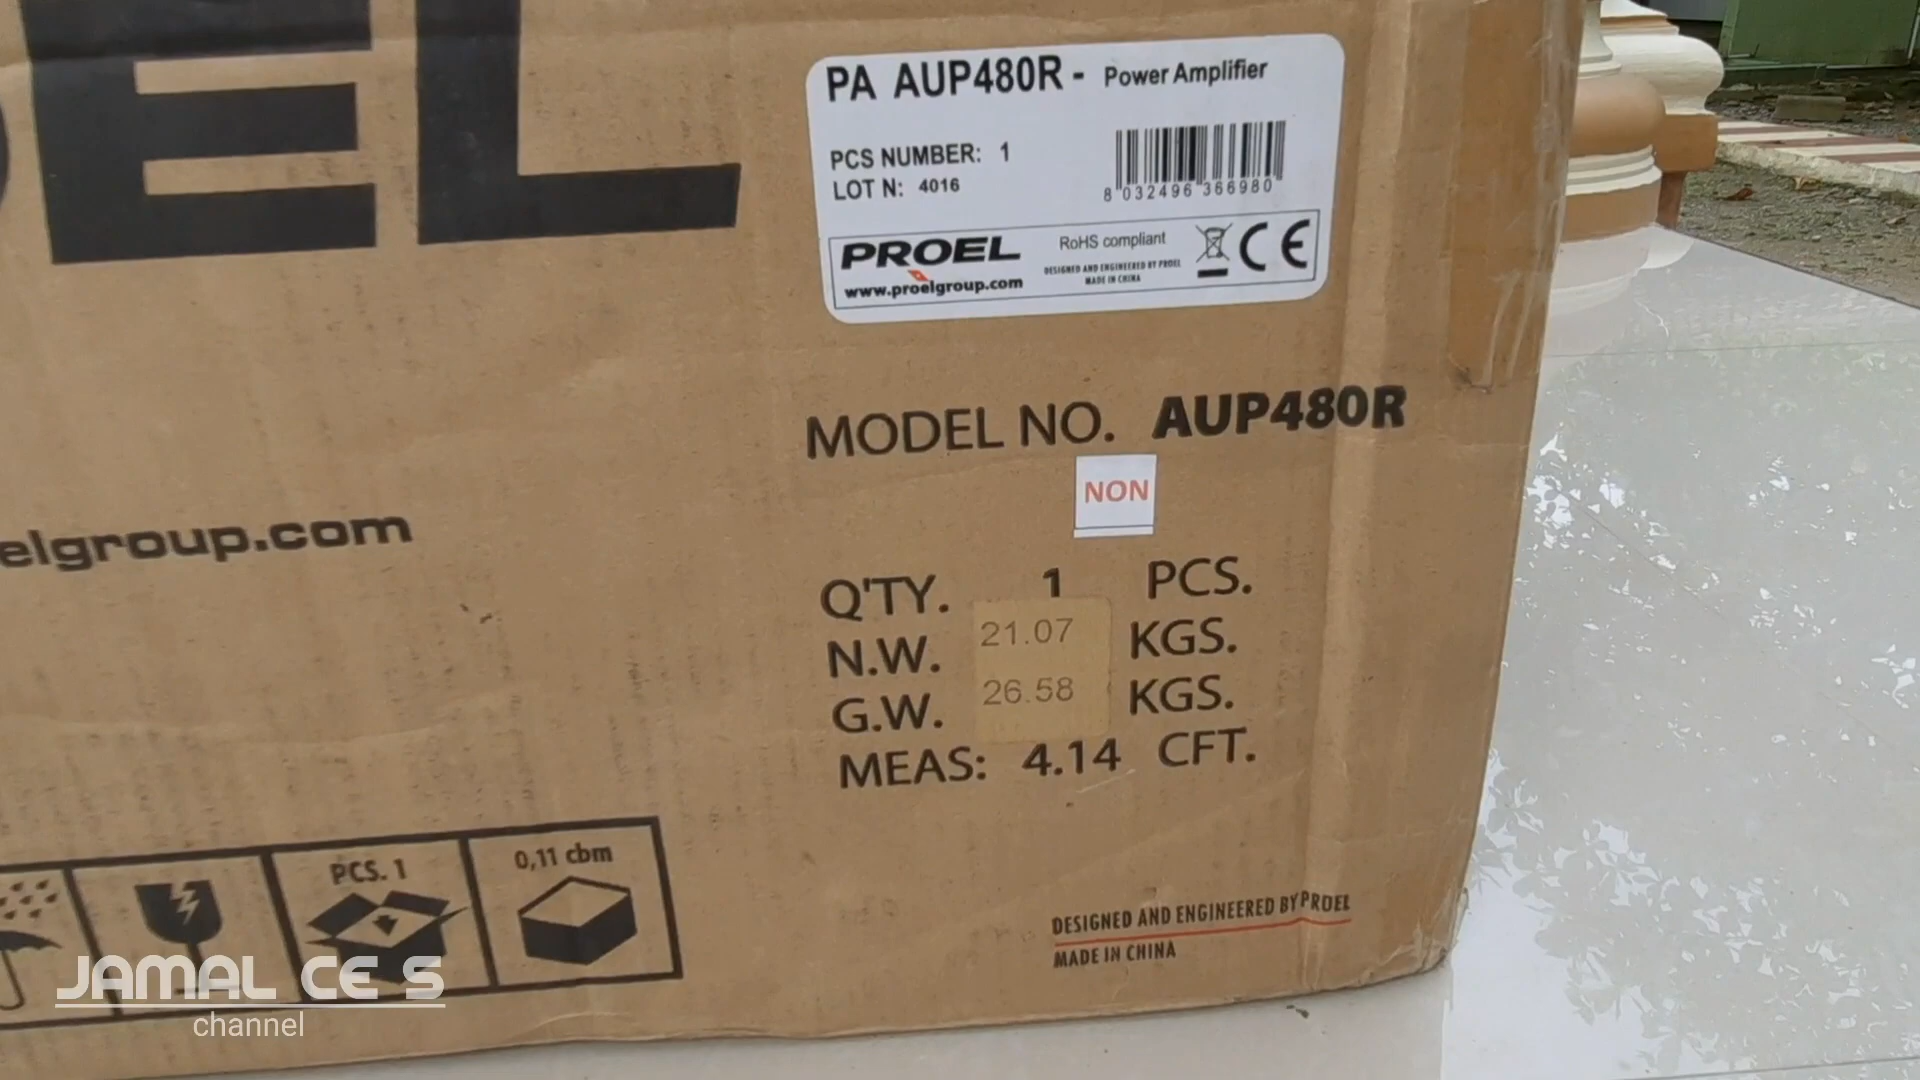 PA AUP480R - Power Amplifier
PCS NUMBER: 1
LOT N: 4016
8 032496 366980
PROEL
www.proelgroup.com
RoHS compliant
DESIGNED AND ENGINEERED BY PROEL
MADE IN CHINA
CE
MODEL NO. AUP480R
NON
elgroup.com
Q'TY. 1 PCS.
N.W. 21.07 KGS.
G.W. 26.58 KGS.
MEAS: 4.14 CFT.
PCS. 1
0,11 cbm
DESIGNED AND ENGINEERED BY PROEL
MADE IN CHINA
JAMAL CE S
channel